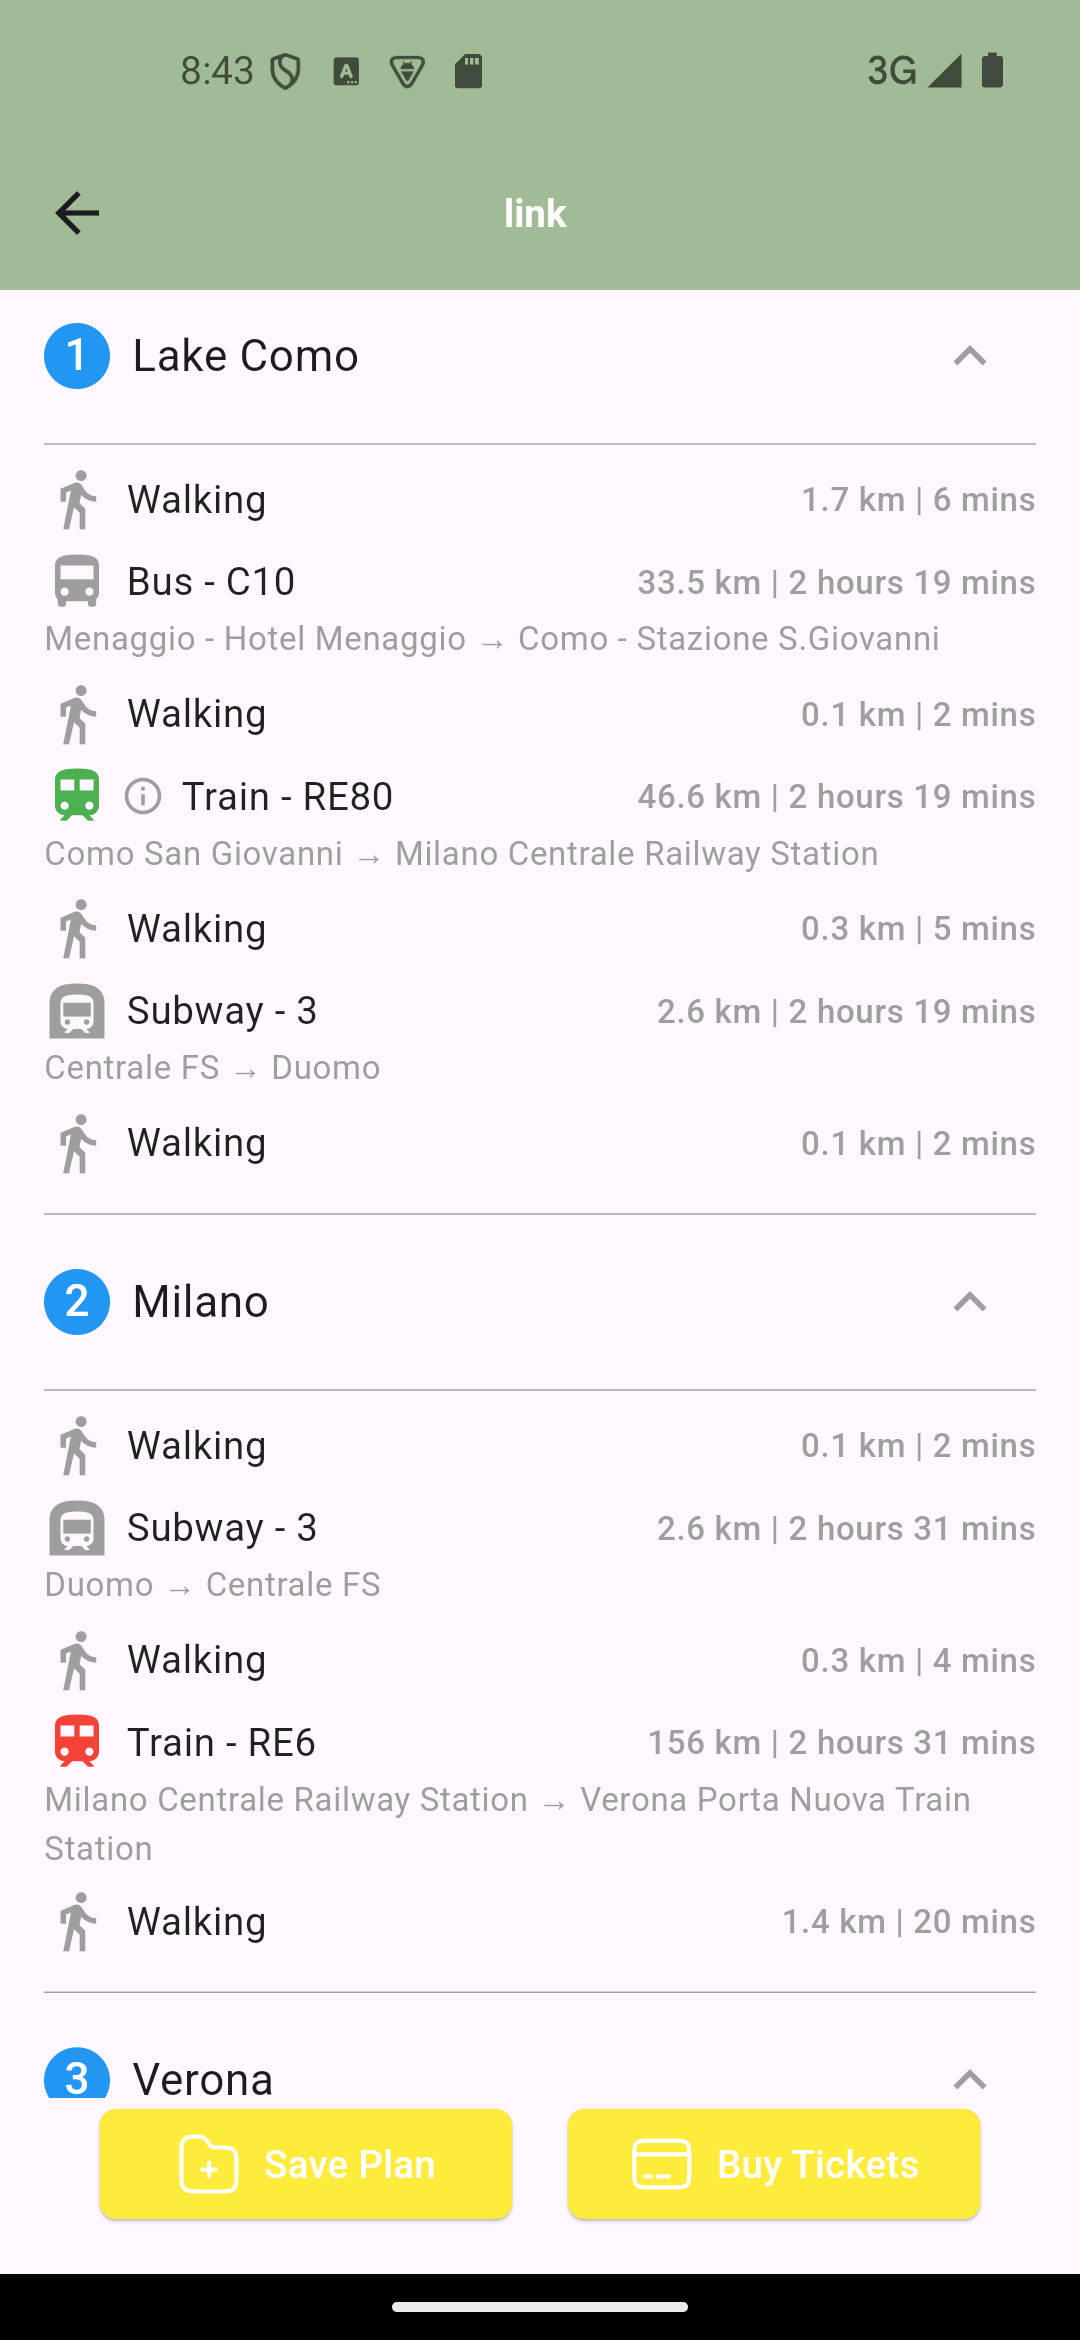 8:43
3G
link
1 Lake Como
Walking 1.7 km | 6 mins
Bus - C10 33.5 km | 2 hours 19 mins
Menaggio - Hotel Menaggio → Como - Stazione S.Giovanni
Walking 0.1 km | 2 mins
Train - RE80 46.6 km | 2 hours 19 mins
Como San Giovanni → Milano Centrale Railway Station
Walking 0.3 km | 5 mins
Subway - 3 2.6 km | 2 hours 19 mins
Centrale FS → Duomo
Walking 0.1 km | 2 mins
2 Milano
Walking 0.1 km | 2 mins
Subway - 3 2.6 km | 2 hours 31 mins
Duomo → Centrale FS
Walking 0.3 km | 4 mins
Train - RE6 156 km | 2 hours 31 mins
Milano Centrale Railway Station → Verona Porta Nuova Train
Station
Walking 1.4 km | 20 mins
3 Verona
Save Plan
Buy Tickets